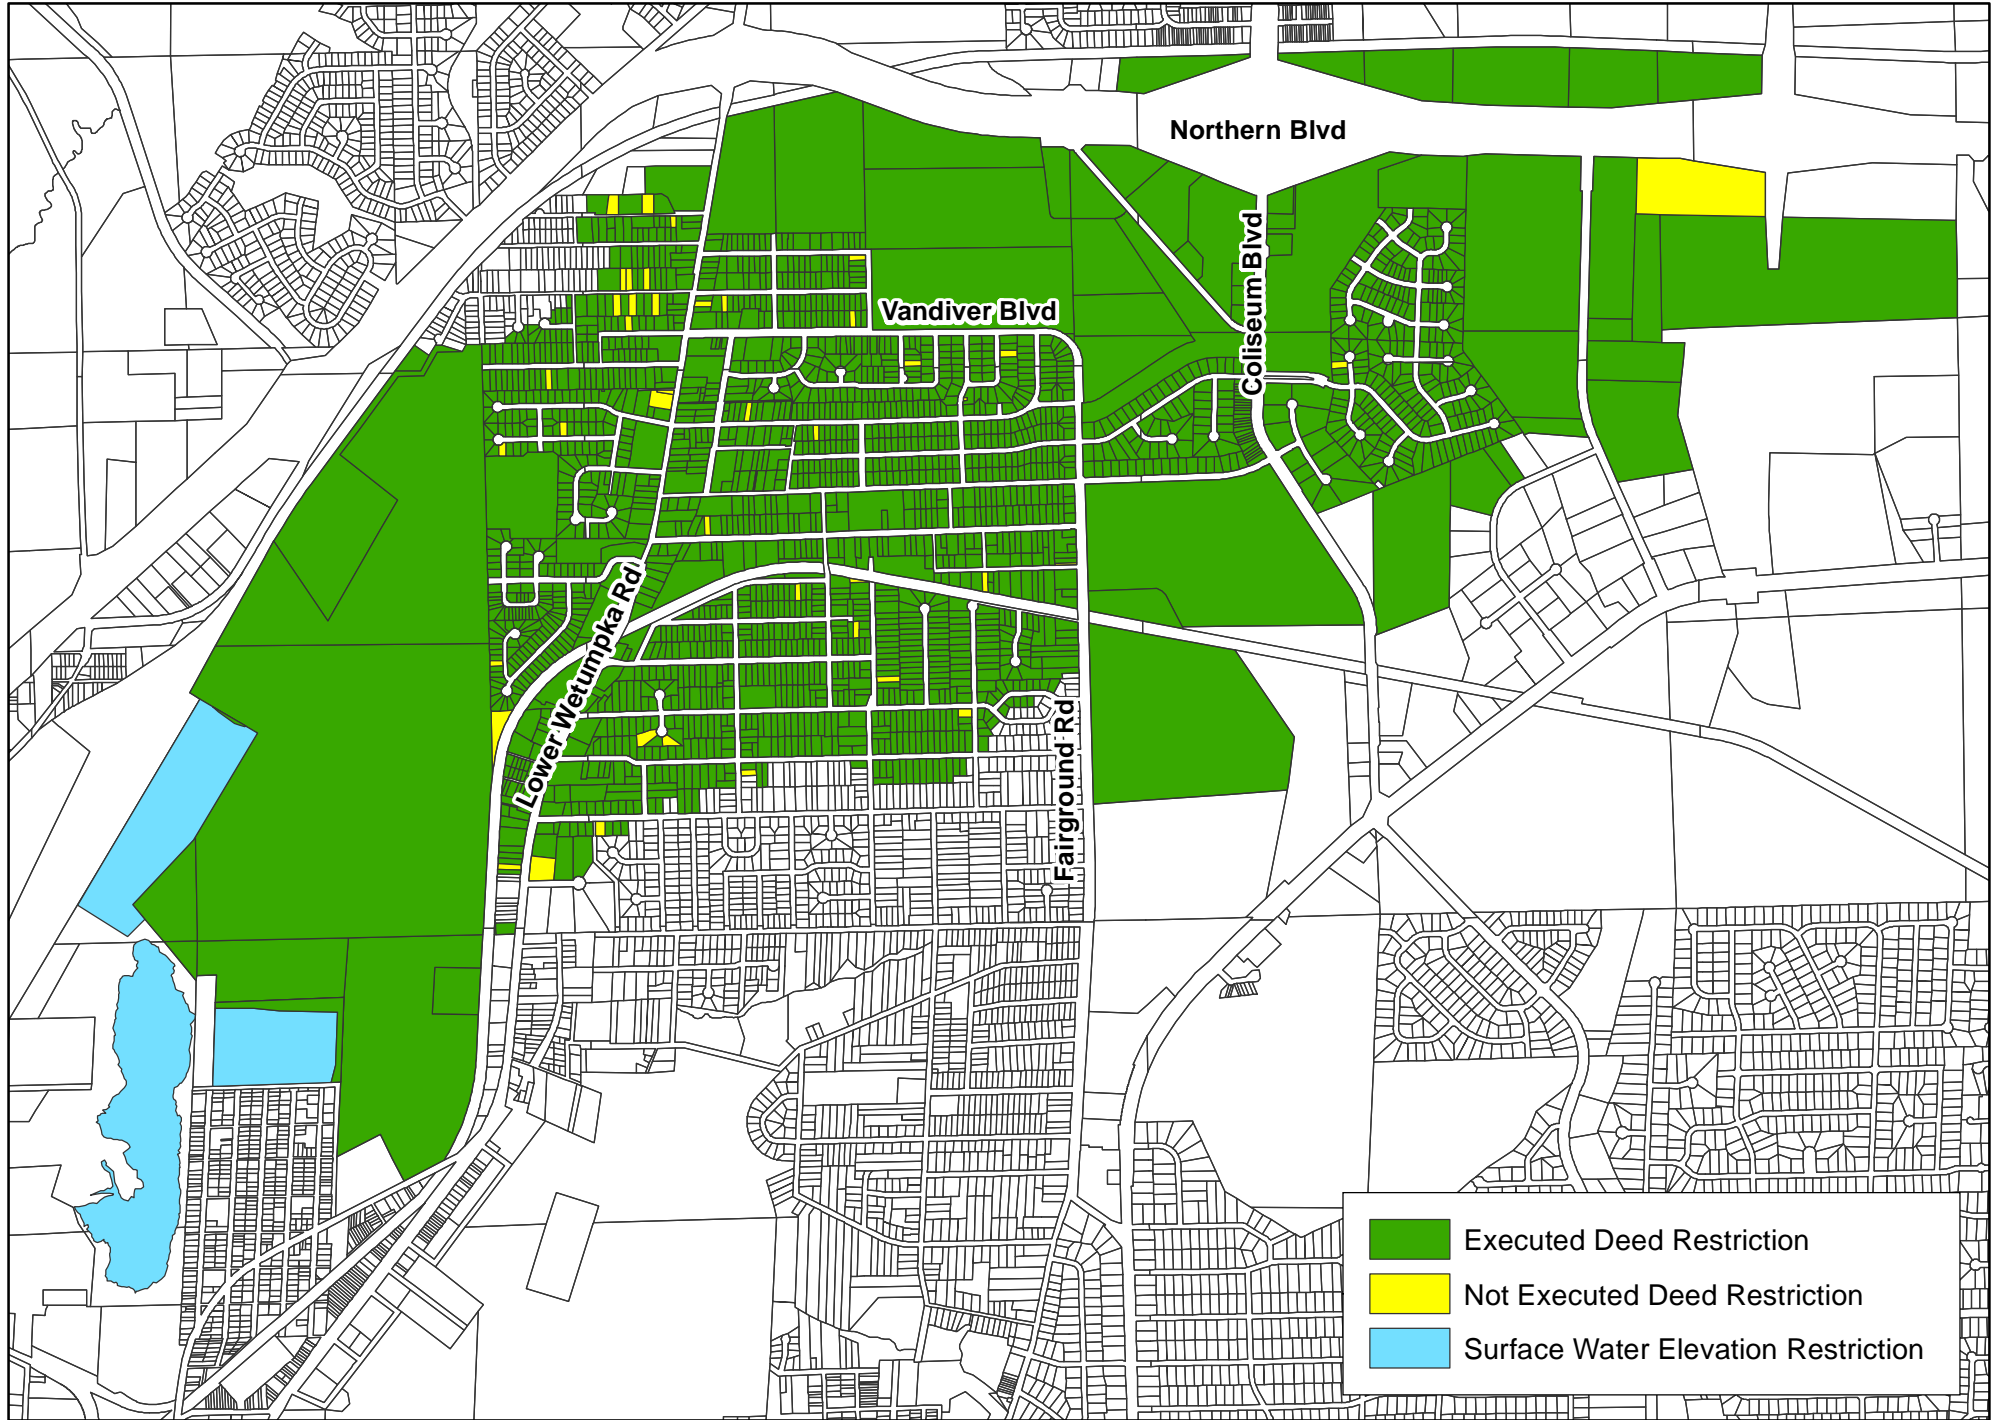 Northern Blvd
Coliseum Blvd
Vandiver Blvd
Lower Wetumpka Rd
Fairground Rd
Executed Deed Restriction
Not Executed Deed Restriction
Surface Water Elevation Restriction